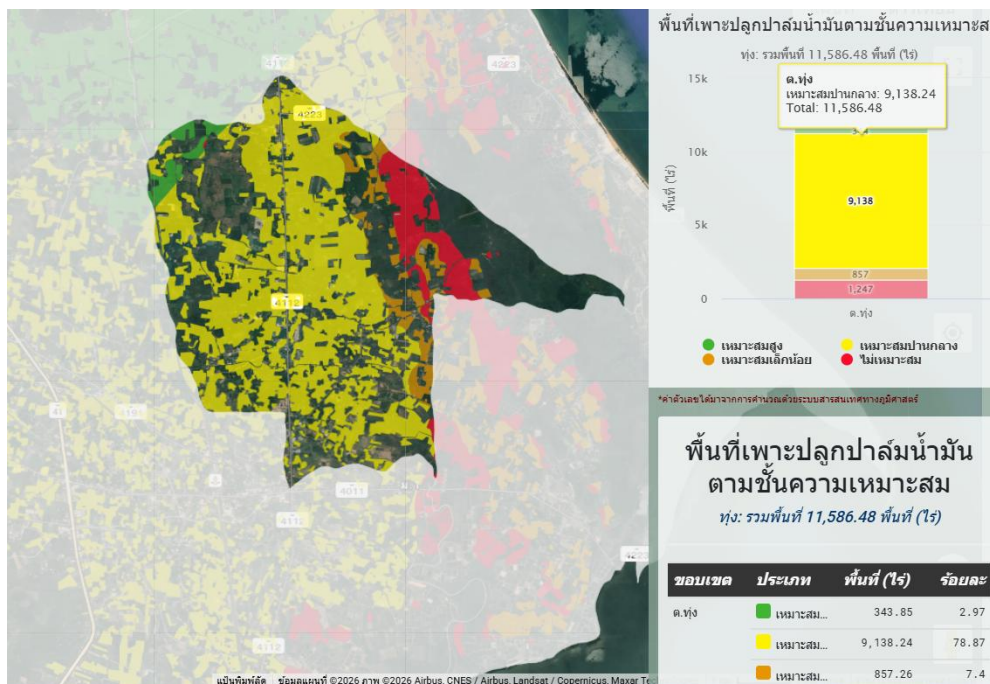 พื้นที่เพาะปลูกปาล์มน้ำมันตามชั้นความเหมาะส
ทุ่ง: รวมพื้นที่ 11,586.48 พื้นที่ (ไร่)
ต.ทุ่ง
เหมาะสมปานกลาง: 9,138.24
Total: 11,586.48
15k
10k
5k
0
พื้นที่ (ไร่)
9,138
857
1,247
ต.ทุ่ง
เหมาะสมสูง
เหมาะสมปานกลาง
เหมาะสมเล็กน้อย
ไม่เหมาะสม
*ค่าตัวเลขได้มาจากการคำนวณด้วยระบบสารสนเทศทางภูมิศาสตร์
พื้นที่เพาะปลูกปาล์มน้ำมัน
ตามชั้นความเหมาะสม
ทุ่ง: รวมพื้นที่ 11,586.48 พื้นที่ (ไร่)
ขอบเขต ประเภท พื้นที่ (ไร่) ร้อยละ
ต.ทุ่ง เหมาะสม... 343.85 2.97
เหมาะสม... 9,138.24 78.87
เหมาะสม... 857.26 7.4
4223
4223
4112
41
4011
4112
4112
แป้นพิมพ์ลัด ข้อมูลแผนที่ ©2026 ภาพ ©2026 Airbus, CNES / Airbus, Landsat / Copernicus, Maxar Te